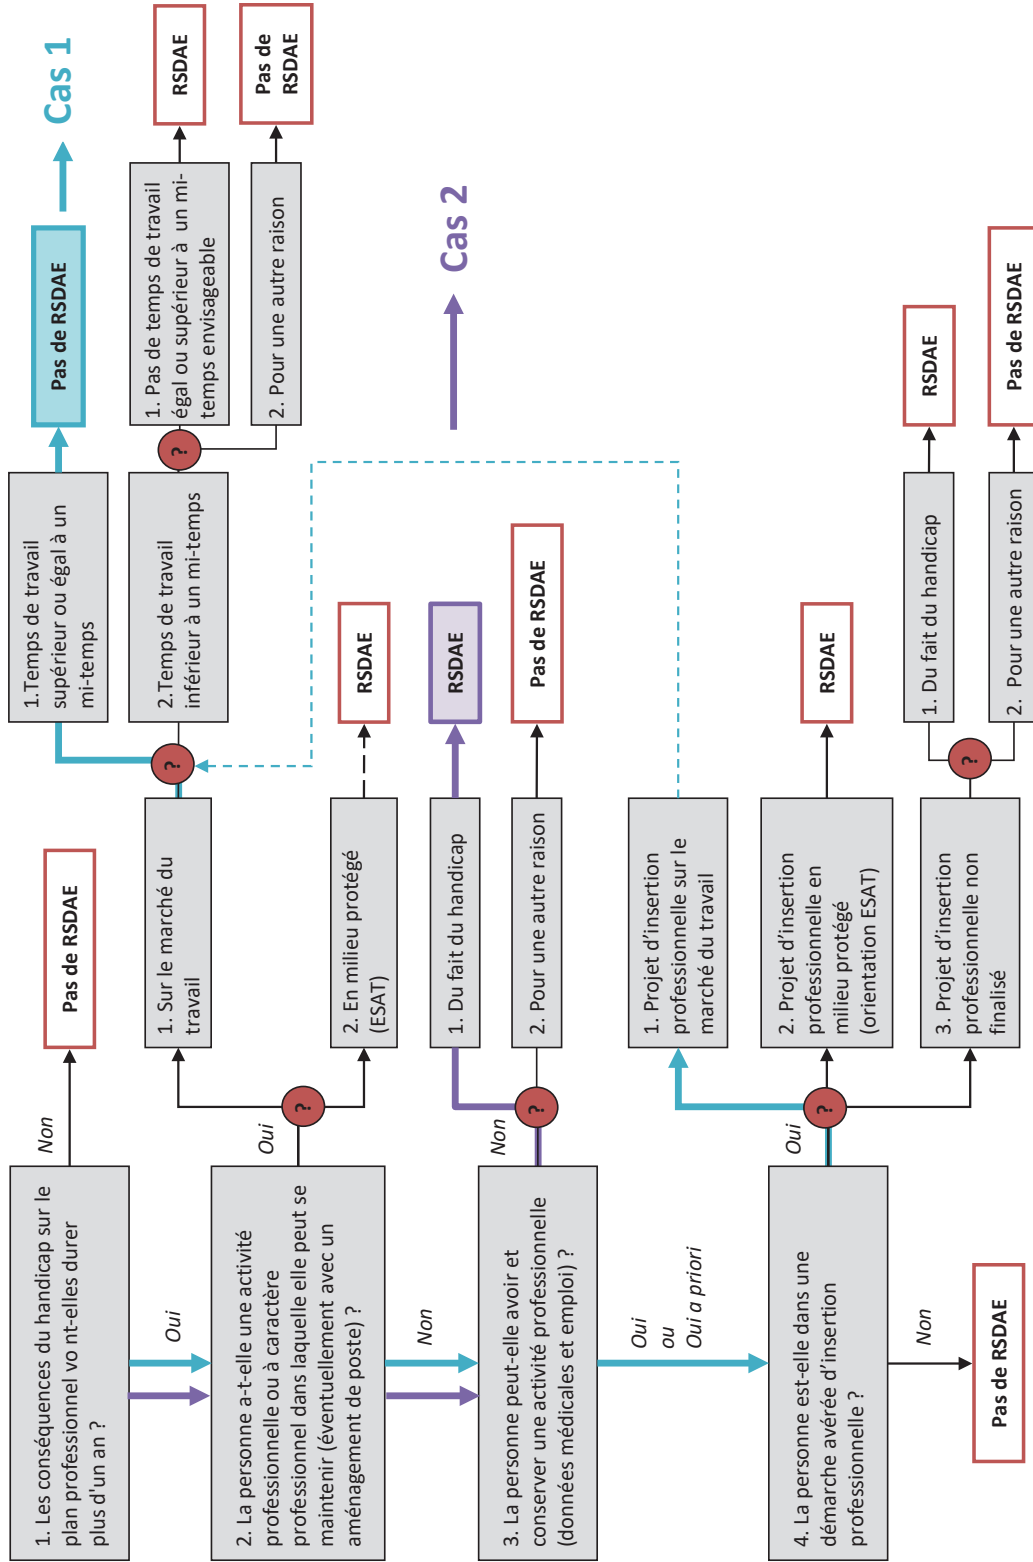 1. Les conséquences du handicap sur le
plan professionnel vo nt-elles durer
plus d'un an ?
Non
Pas de RSDAE
Oui
2. La personne a-t-elle une activité
professionnelle ou à caractère
professionnel dans laquelle elle peut se
maintenir (éventuellement avec un
aménagement de poste) ?
Oui
?
1. Sur le marché du
travail
?
1.Temps de travail
supérieur ou égal à un
mi-temps
Pas de RSDAE
Cas 1
2.Temps de travail
inférieur à un mi-temps
?
1. Pas de temps de travail
égal ou supérieur à un mi-
temps envisageable
RSDAE
2. Pour une autre raison
Pas de
RSDAE
2. En milieu protégé
(ESAT)
RSDAE
Non
3. La personne peut-elle avoir et
conserver une activité professionnelle
(données médicales et emploi) ?
Non
?
1. Du fait du handicap
RSDAE
Cas 2
2. Pour une autre raison
Pas de RSDAE
Oui
ou
Oui a priori
4. La personne est-elle dans une
démarche avérée d'insertion
professionnelle ?
Oui
?
1. Projet d'insertion
professionnelle sur le
marché du travail
2. Projet d'insertion
professionnelle en
milieu protégé
(orientation ESAT)
RSDAE
3. Projet d'insertion
professionnelle non
finalisé
?
1. Du fait du handicap
RSDAE
2. Pour une autre raison
Pas de RSDAE
Non
Pas de RSDAE